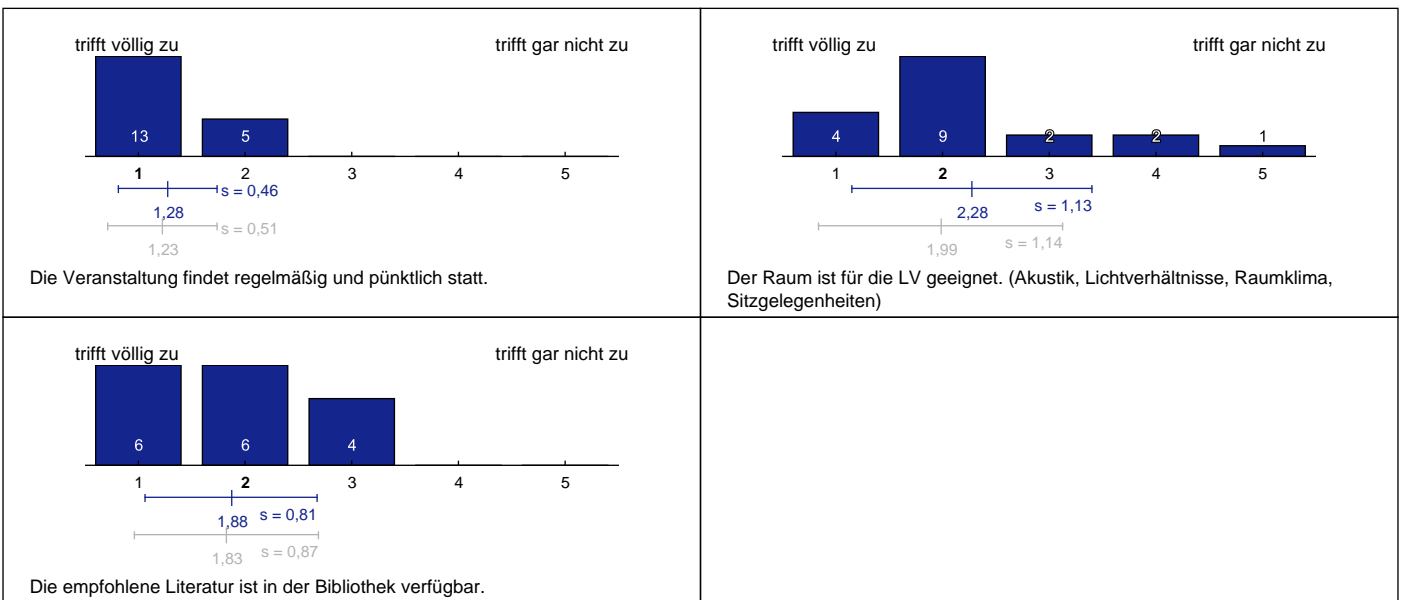 trifft völlig zu trifft gar nicht zu
13 5
1 2 3 4 5
s = 0,46
1,28
s = 0,51
1,23
Die Veranstaltung findet regelmäßig und pünktlich statt.
trifft völlig zu trifft gar nicht zu
4 9 2 2 1
1 2 3 4 5
s = 1,13
2,28
s = 1,14
1,99
Der Raum ist für die LV geeignet. (Akustik, Lichtverhältnisse, Raumklima,
Sitzgelegenheiten)
trifft völlig zu trifft gar nicht zu
6 6 4
1 2 3 4 5
s = 0,81
1,88
s = 0,87
1,83
Die empfohlene Literatur ist in der Bibliothek verfügbar.